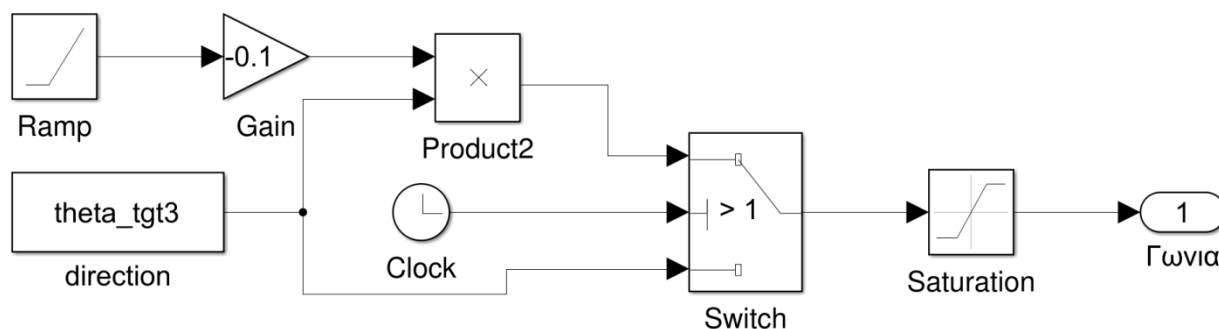 -0.1
Ramp
Gain
×
Product2
theta_tgt3
direction
Clock
> 1
Switch
Saturation
1
Γωνια